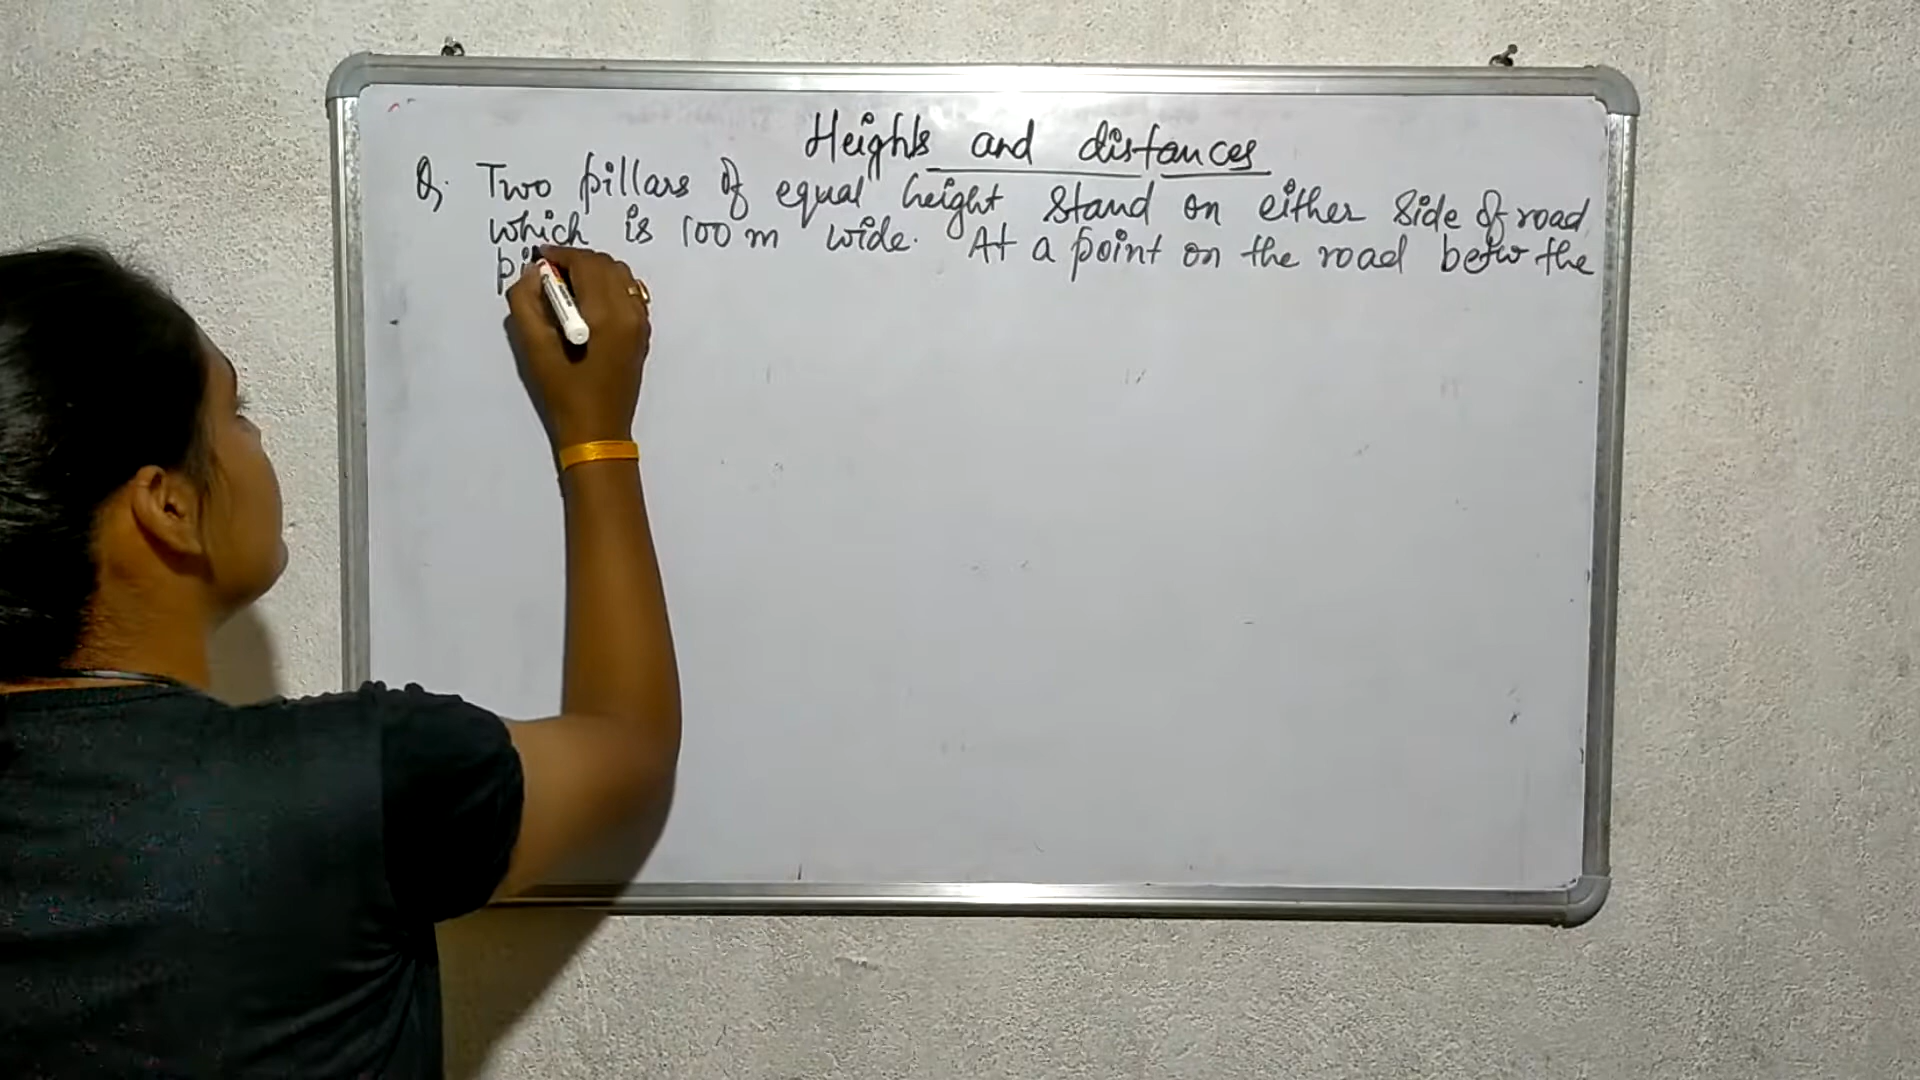 Heights and distances
Q. Two pillars of equal height stand on either side of road
which is 100 m wide. At a point on the road betw the
pi